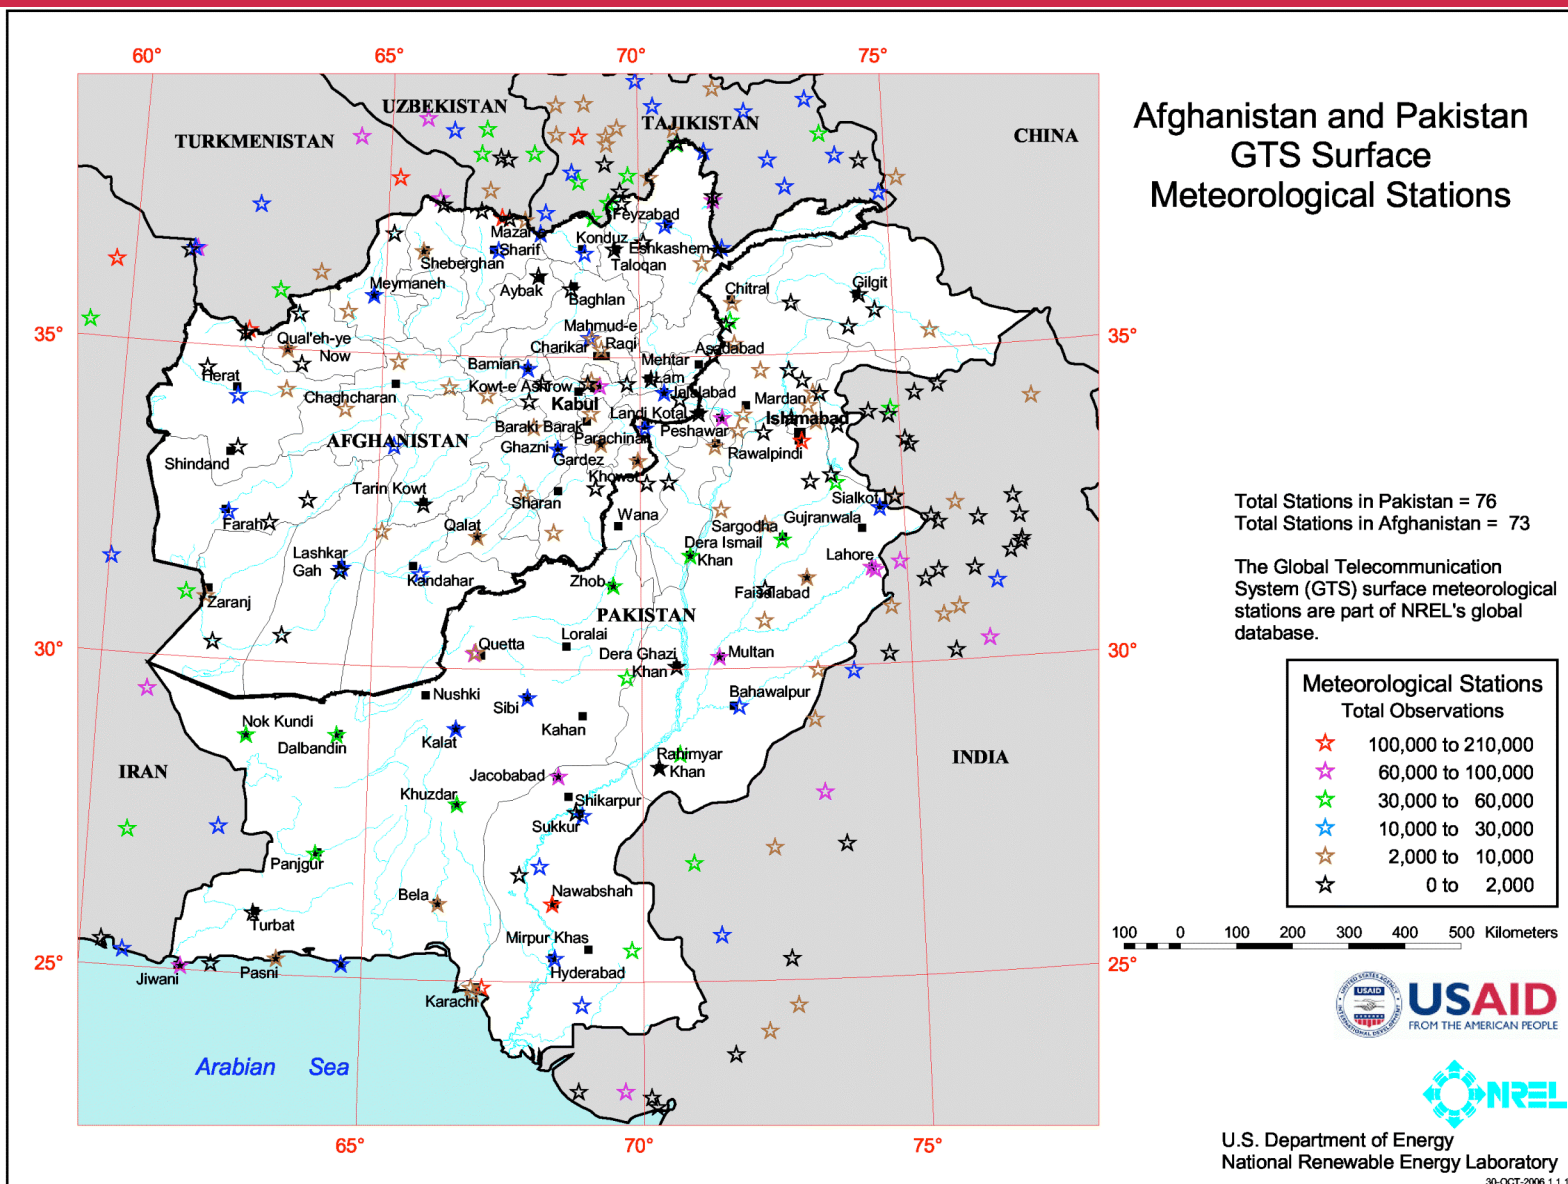 60°
65°
70°
75°
UZBEKISTAN
TURKMENISTAN
TAJIKISTAN
CHINA
Feyzabad
Mazar-e
Sharif
Konduz
Eshkashem
Sheberghan
Taloqan
Meymaneh
Aybak
Baghlan
Chitral
Gilgit
35°
35°
Mahmud-e
Raqi
Qual'eh-ye
Now
Charikar
Asadabad
Bamian
Mehtar
Lam
Herat
Kowt-e Ashrow
Jalalabad
Chaghcharan
Kabul
Mardan
Landi Kotal
Islamabad
Baraki Barak
AFGHANISTAN
Parachinar
Peshawar
Ghazni
Rawalpindi
Shindand
Gardez
Khowst
Tarin Kowt
Sharan
Sialkot
Farah
Wana
Qalat
Sargodha
Gujranwala
Dera Ismail
Khan
Lashkar
Gah
Lahore
Kandahar
Zhob
Faisalabad
Zaranj
PAKISTAN
30°
30°
Quetta
Loralai
Dera Ghazi
Khan
Multan
Nushki
Bahawalpur
Sibi
Nok Kundi
Kahan
Dalbandin
Kalat
Rahimyar
Khan
INDIA
IRAN
Jacobabad
Khuzdar
Shikarpur
Sukkur
Panjgur
Bela
Nawabshah
Turbat
Mirpur Khas
25°
25°
Jiwani
Pasni
Hyderabad
Karachi
Arabian Sea
65°
70°
75°
Afghanistan and Pakistan
GTS Surface
Meteorological Stations
Total Stations in Pakistan = 76
Total Stations in Afghanistan = 73
The Global Telecommunication
System (GTS) surface meteorological
stations are part of NREL's global
database.
Meteorological Stations
Total Observations
100,000 to 210,000
60,000 to 100,000
30,000 to 60,000
10,000 to 30,000
2,000 to 10,000
0 to 2,000
100 0 100 200 300 400 500 Kilometers
USAID
USAID
FROM THE AMERICAN PEOPLE
NREL
U.S. Department of Energy
National Renewable Energy Laboratory